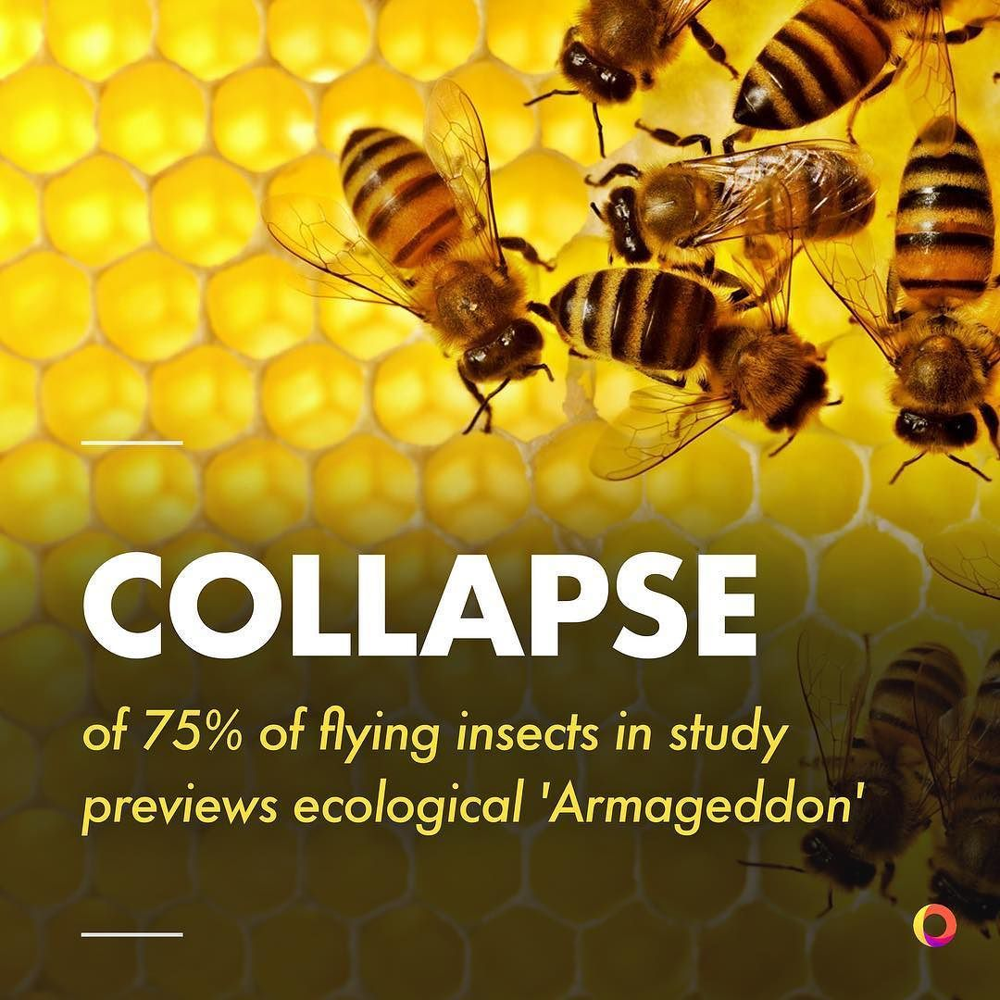 COLLAPSE
of 75% of flying insects in study
previews ecological 'Armageddon'